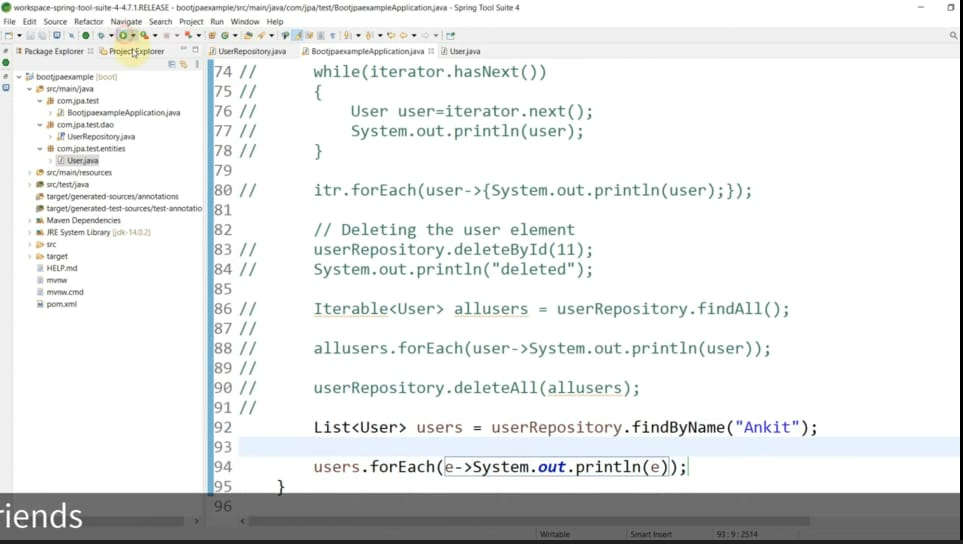 workspace-spring-tool-suite-4-4.7.1.RELEASE - bootjpaexample/src/main/java/com/jpa/test/BootjpaexampleApplication.java - Spring Tool Suite 4
File Edit Source Refactor Navigate Search Project Run Window Help
Package Explorer Project Explorer
UserRepository.java BootjpaexampleApplication.java User.java
bootjpaexample [boot]
src/main/java
com.jpa.test
BootjpaexampleApplication.java
com.jpa.test.dao
UserRepository.java
com.jpa.test.entities
User.java
src/main/resources
src/test/java
target/generated-sources/annotations
target/generated-test-sources/test-annotatio
Maven Dependencies
JRE System Library [jdk-14.0.2]
src
target
HELP.md
mvnw
mvnw.cmd
pom.xml
74 // while(iterator.hasNext())
75 // {
76 // User user=iterator.next();
77 // System.out.println(user);
78 // }
79
80 // itr.forEach(user->{System.out.println(user);});
81
82 // Deleting the user element
83 // userRepository.deleteById(11);
84 // System.out.println("deleted");
85
86 // Iterable<User> allusers = userRepository.findAll();
87 //
88 // allusers.forEach(user->System.out.println(user));
89 //
90 // userRepository.deleteAll(allusers);
91 //
92 List<User> users = userRepository.findByName("Ankit");
93
94 users.forEach(e->System.out.println(e));
95 }
96
riends
Writable Smart Insert 93 : 9 : 2514